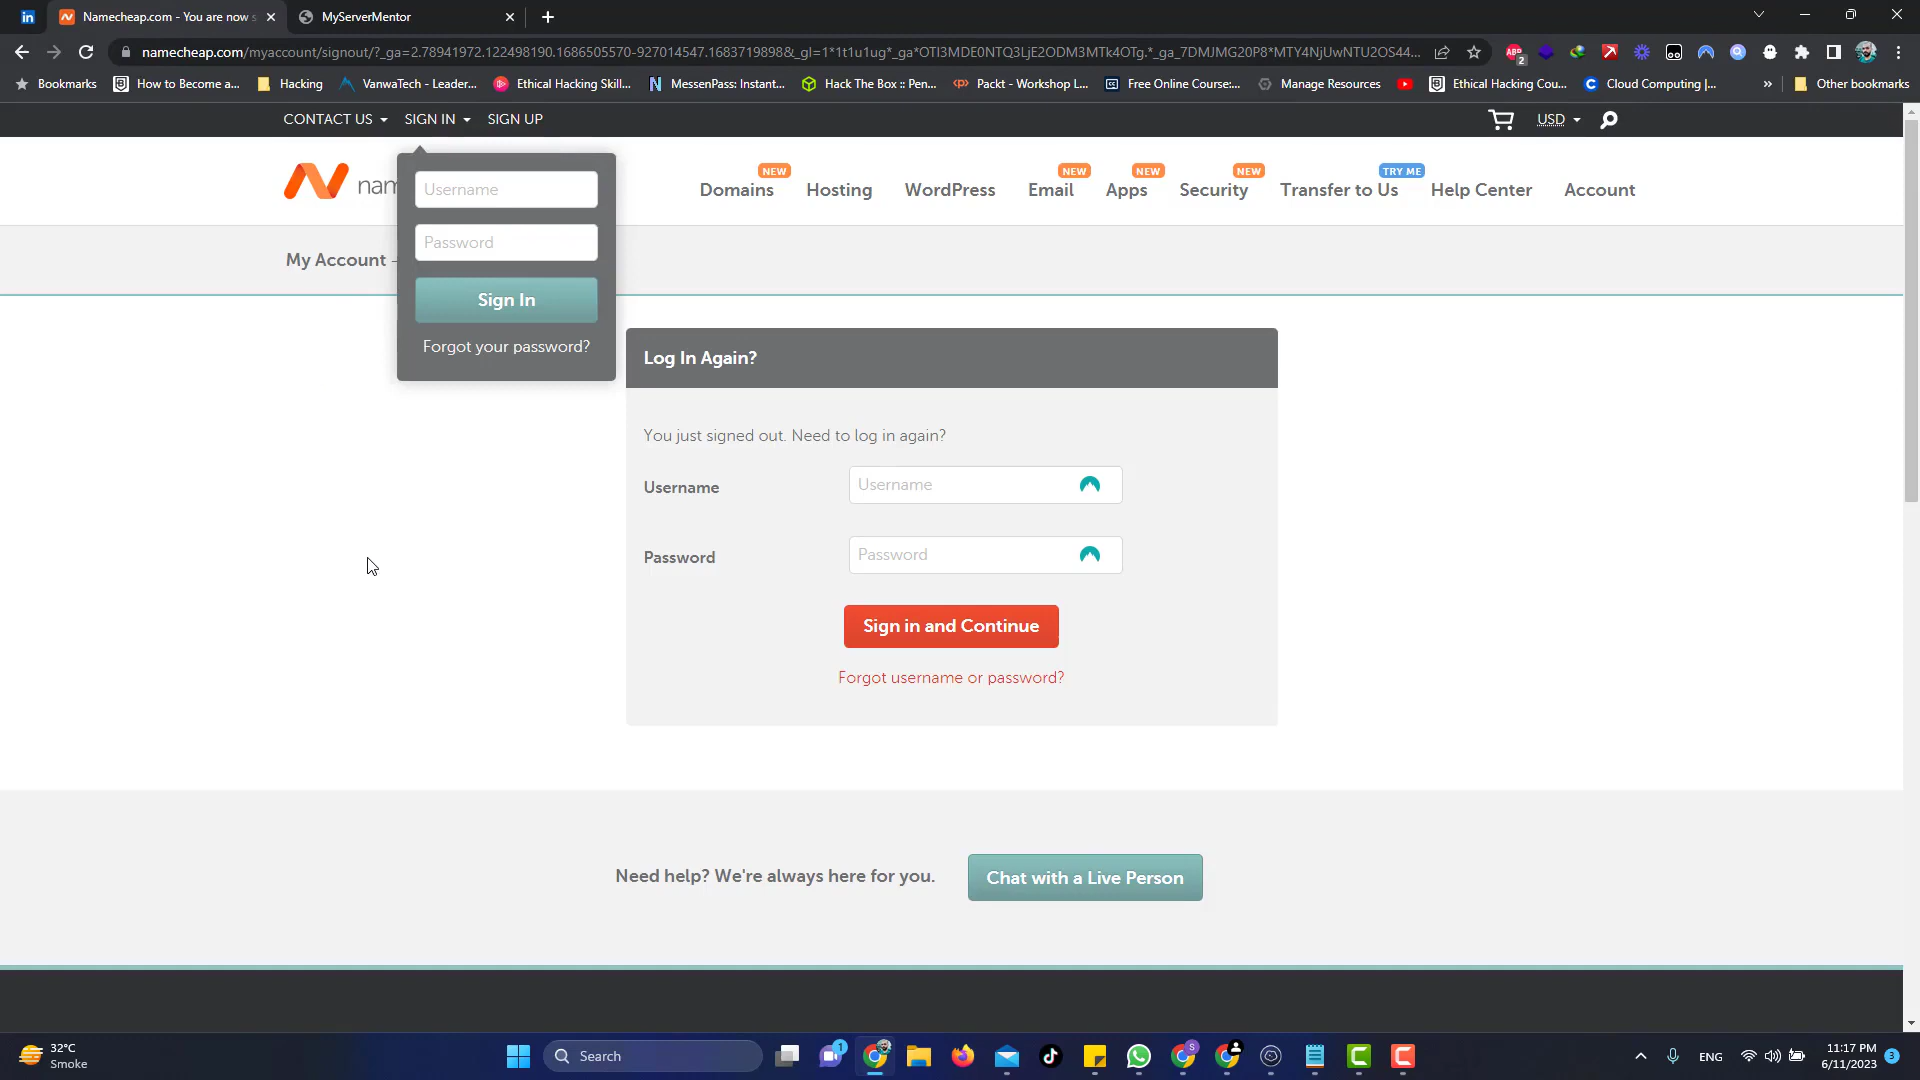 Namecheap.com - You are now s
MyServerMentor
namecheap.com/myaccount/signout/?_ga=2.78941972.122498190.1686505570-927014547.1683719898&_gl=1*1t1u1ug*_ga*OTI3MDE0NTQ3LjE2ODM3MTk4OTg.*_ga_7DMJMG20P8*MTY4NjUwNTU2OS44...
Bookmarks
How to Become a...
Hacking
VanwaTech - Leader...
Ethical Hacking Skil...
MessenPass: Instant...
Hack The Box :: Pen...
Packt - Workshop L...
Free Online Course:...
Manage Resources
Ethical Hacking Cou...
Cloud Computing |...
»
Other bookmarks
CONTACT US
SIGN IN
SIGN UP
USD
nam
Domains
NEW
Hosting
WordPress
Email
NEW
Apps
NEW
Security
NEW
Transfer to Us
TRY ME
Help Center
Account
Username
Password
Sign In
Forgot your password?
My Account -
Log In Again?
You just signed out. Need to log in again?
Username
Username
Password
Password
Sign in and Continue
Forgot username or password?
Need help? We're always here for you.
Chat with a Live Person
32°C
Smoke
Search
ENG
11:17 PM
6/11/2023
3